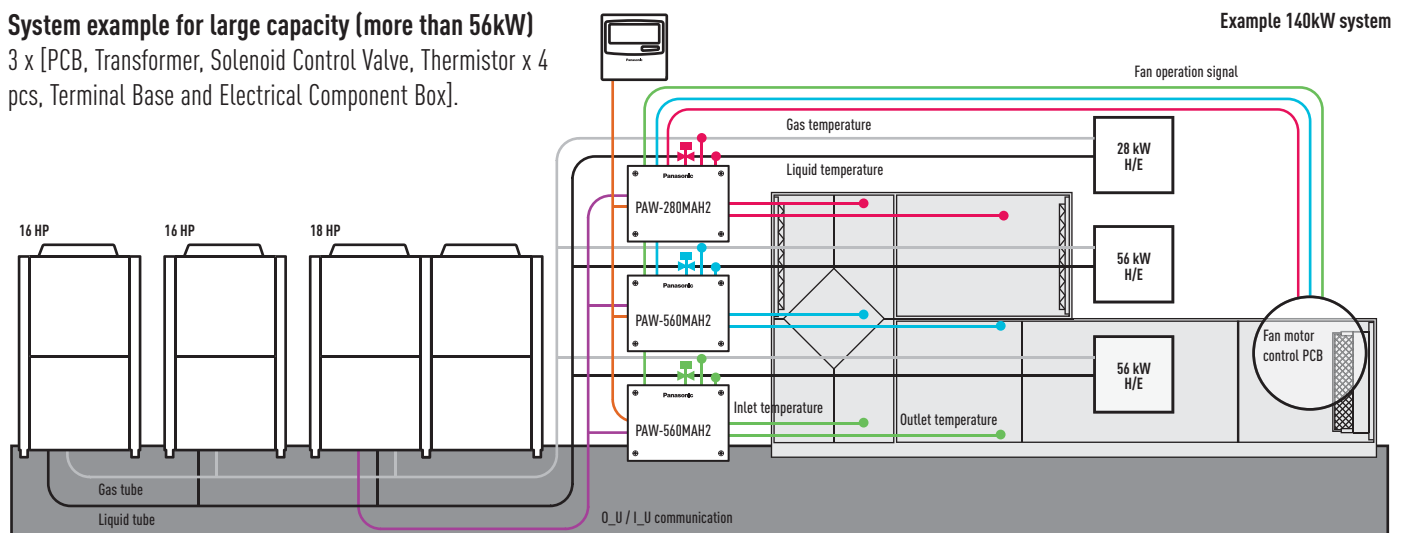 System example for large capacity (more than 56kW)
3 x [PCB, Transformer, Solenoid Control Valve, Thermistor x 4
pcs, Terminal Base and Electrical Component Box].
Example 140kW system
Panasonic
Fan operation signal
Gas temperature
Liquid temperature
28 kW
H/E
Panasonic
PAW-280MAH2
16 HP
16 HP
18 HP
56 kW
H/E
Panasonic
PAW-560MAH2
Fan motor
control PCB
56 kW
H/E
Panasonic
PAW-560MAH2
Inlet temperature
Outlet temperature
Gas tube
Liquid tube
O_U / I_U communication